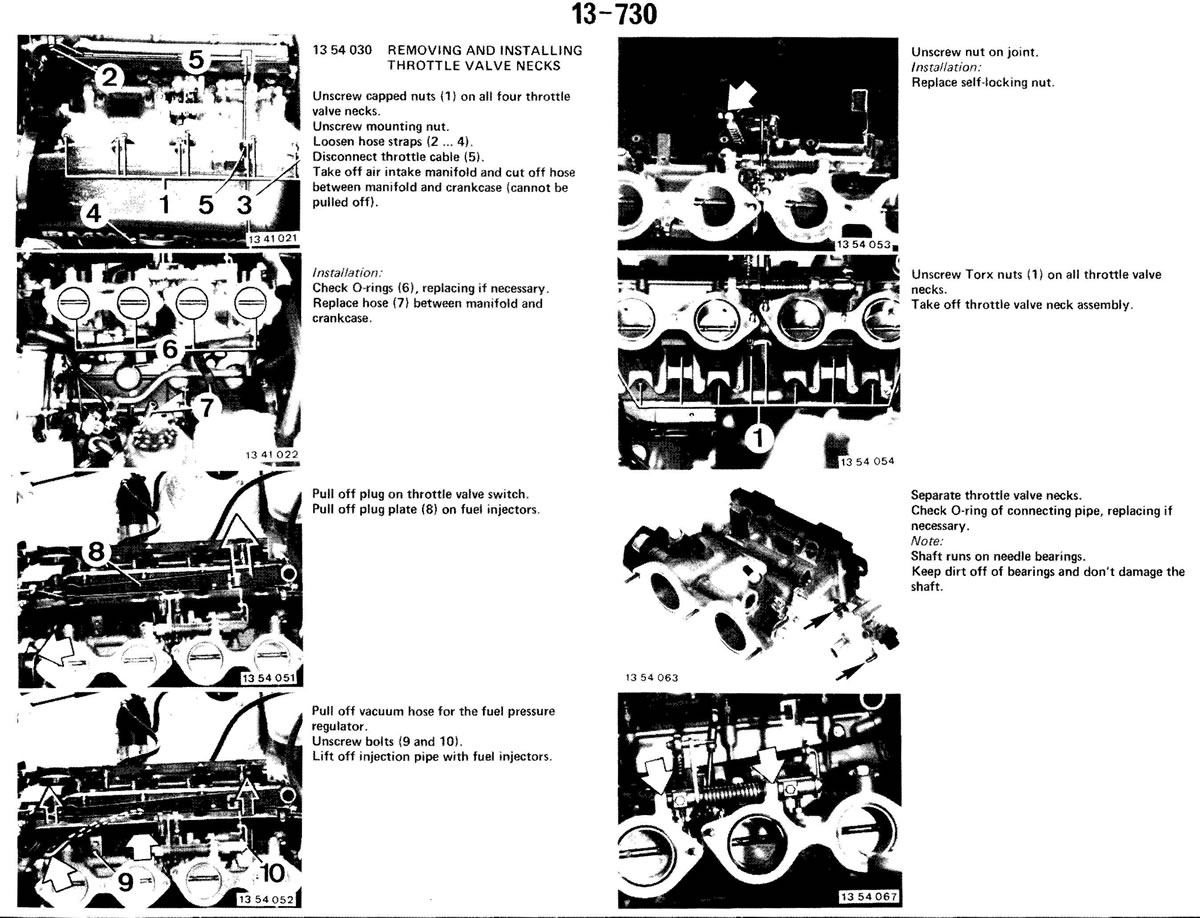 13-730
13 54 030 REMOVING AND INSTALLING
THROTTLE VALVE NECKS
Unscrew capped nuts (1) on all four throttle
valve necks.
Unscrew mounting nut.
Loosen hose straps (2 ... 4).
Disconnect throttle cable (5).
Take off air intake manifold and cut off hose
between manifold and crankcase (cannot be
pulled off).
2
5
1
5
3
4
13 41 021
Installation:
Check O-rings (6), replacing if necessary.
Replace hose (7) between manifold and
crankcase.
6
7
13 41 022
Pull off plug on throttle valve switch.
Pull off plug plate (8) on fuel injectors.
8
13 54 051
Pull off vacuum hose for the fuel pressure
regulator.
Unscrew bolts (9 and 10).
Lift off injection pipe with fuel injectors.
9
10
13 54 052
Unscrew nut on joint.
Installation:
Replace self-locking nut.
13 54 053
Unscrew Torx nuts (1) on all throttle valve
necks.
Take off throttle valve neck assembly.
1
13 54 054
Separate throttle valve necks.
Check O-ring of connecting pipe, replacing if
necessary.
Note:
Shaft runs on needle bearings.
Keep dirt off of bearings and don't damage the
shaft.
13 54 063
13 54 067